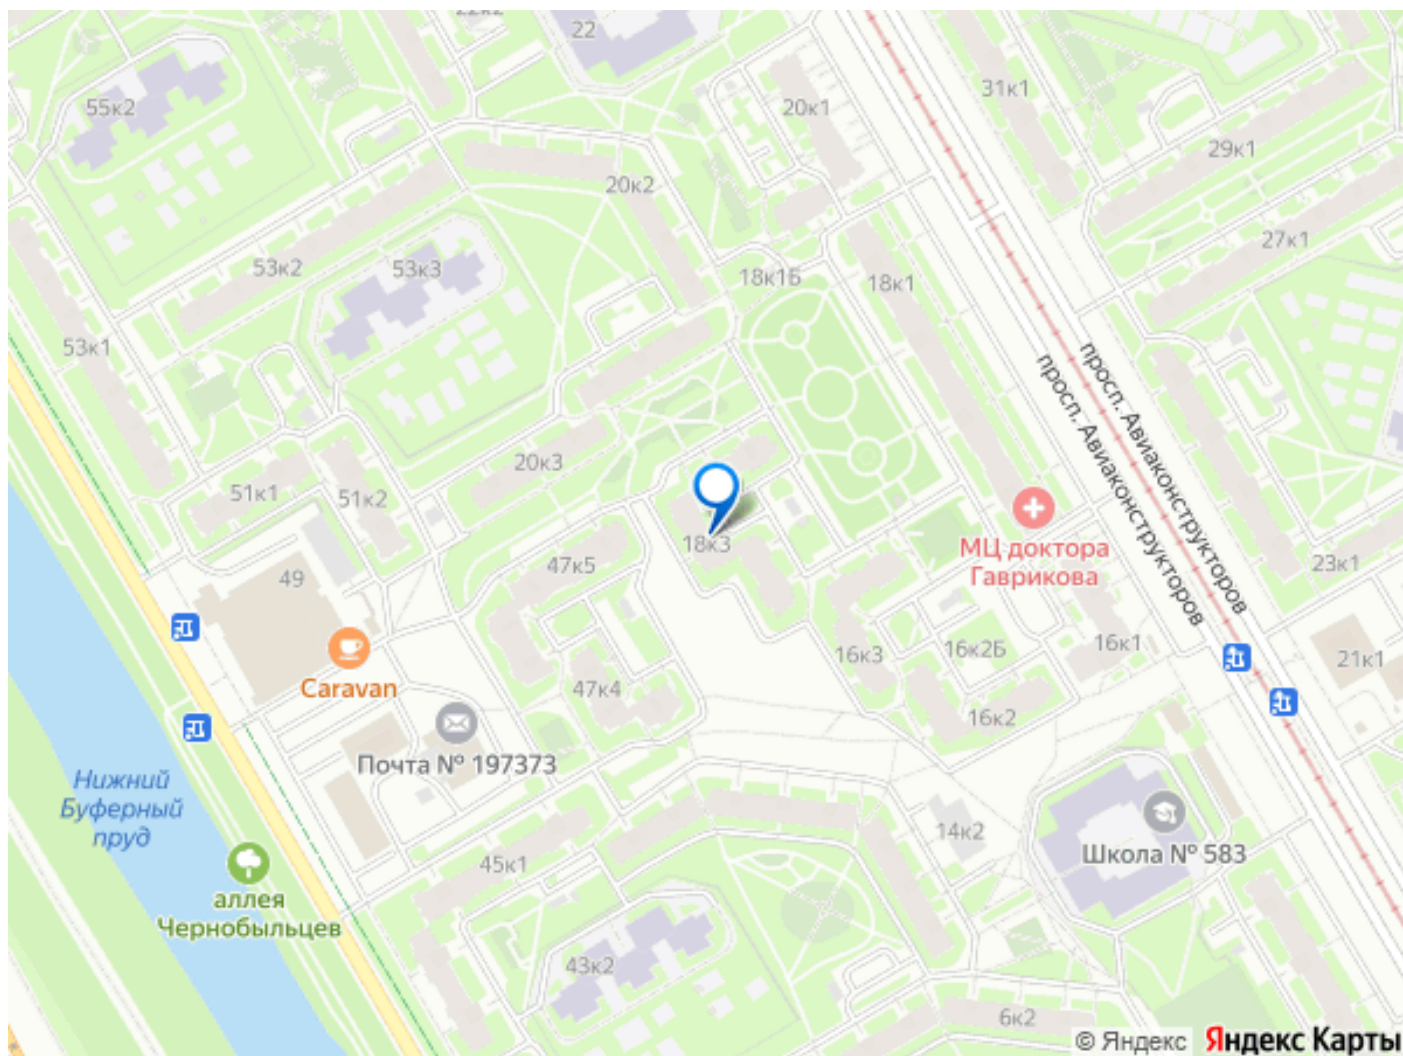 22к2
22
55к2
20к1
31к1
29к1
20к2
27к1
53к2
53к3
18к1Б
18к1
53к1
просп. Авиаконструкторов
просп. Авиаконструкторов
20к3
51к1
51к2
18к3
МЦ доктора
Гаврикова
23к1
49
47к5
16к3
16к2Б
16к1
21к1
Caravan
47к4
16к2
Почта № 197373
Нижний
Буферный
пруд
14к2
Школа № 583
45к1
аллея
Чернобыльцев
43к2
6к2
© Яндекс Яндекс Карты